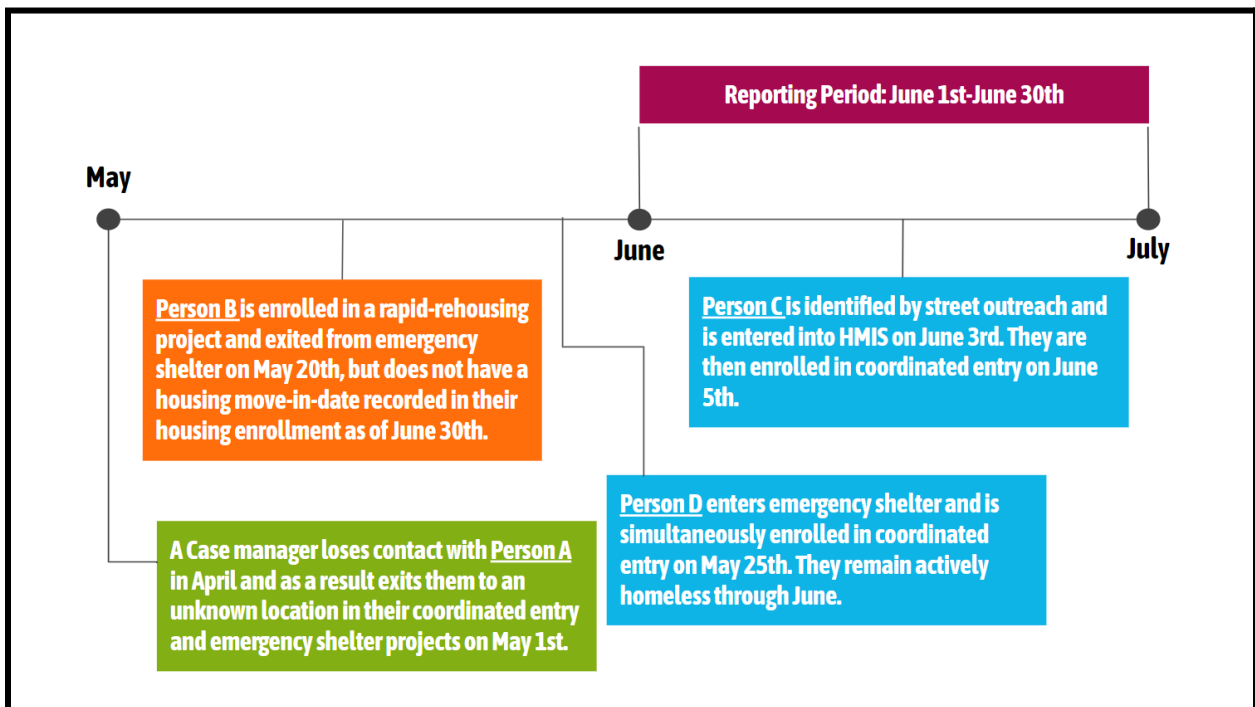 Reporting Period: June 1st-June 30th
May
June
July
Person B is enrolled in a rapid-rehousing
project and exited from emergency
shelter on May 20th, but does not have a
housing move-in-date recorded in their
housing enrollment as of June 30th.
Person C is identified by street outreach and
is entered into HMIS on June 3rd. They are
then enrolled in coordinated entry on June
5th.
A Case manager loses contact with Person A
in April and as a result exits them to an
unknown location in their coordinated entry
and emergency shelter projects on May 1st.
Person D enters emergency shelter and is
simultaneously enrolled in coordinated
entry on May 25th. They remain actively
homeless through June.